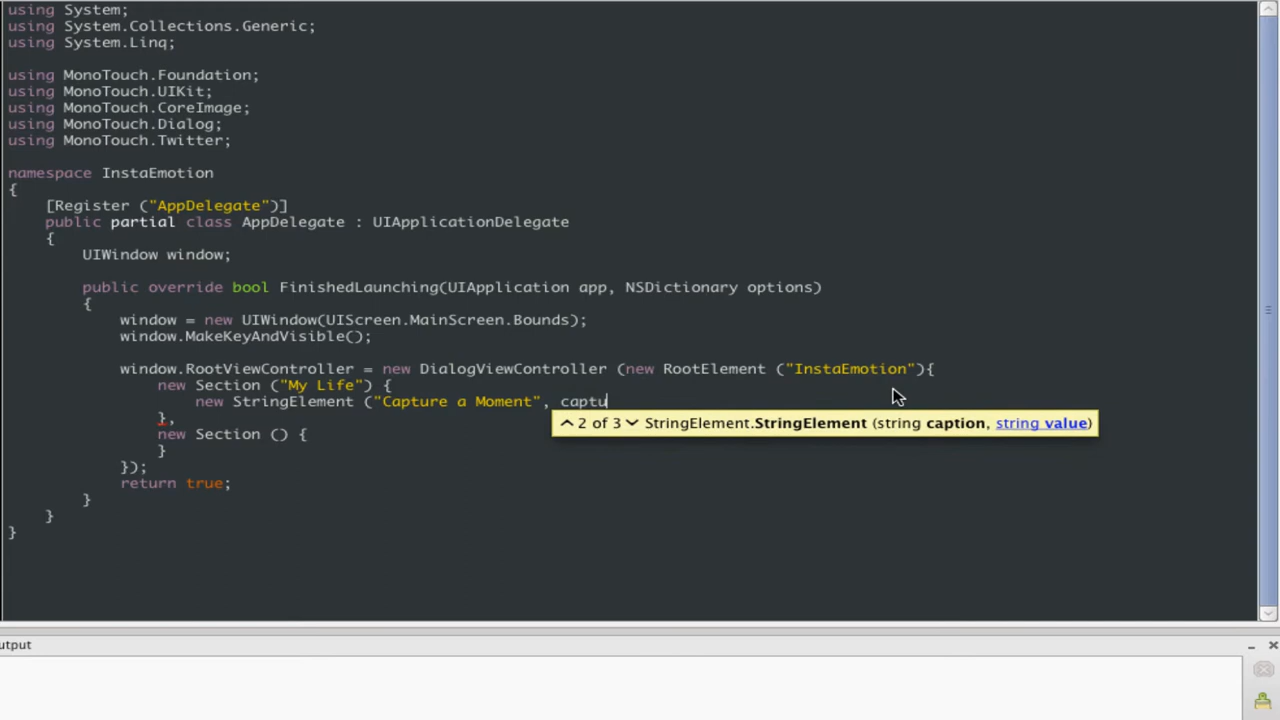 using System;
using System.Collections.Generic;
using System.Linq;
using MonoTouch.Foundation;
using MonoTouch.UIKit;
using MonoTouch.CoreImage;
using MonoTouch.Dialog;
using MonoTouch.Twitter;
namespace InstaEmotion
{
[Register ("AppDelegate")]
public partial class AppDelegate : UIApplicationDelegate
{
UIWindow window;
public override bool FinishedLaunching(UIApplication app, NSDictionary options)
{
window = new UIWindow(UIScreen.MainScreen.Bounds);
window.MakeKeyAndVisible();
window.RootViewController = new DialogViewController (new RootElement ("InstaEmotion"){
new Section ("My Life") {
new StringElement ("Capture a Moment", captu
},
2 of 3 StringElement.StringElement (string caption, string value)
new Section () {
}
});
return true;
}
}
}
utput